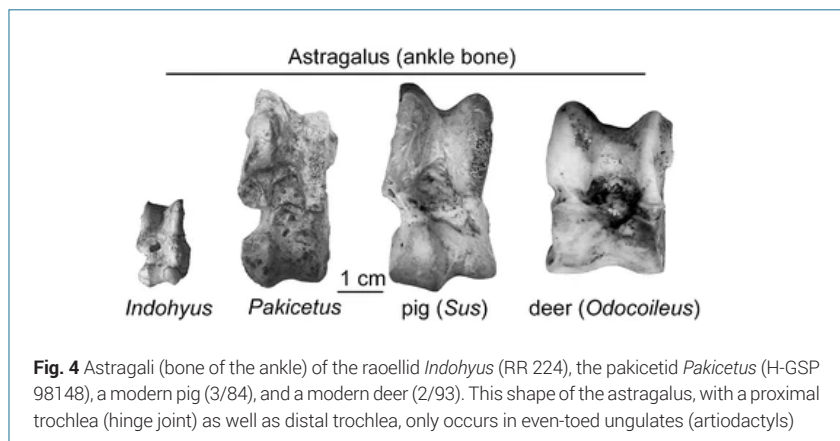 Astragalus (ankle bone)
1 cm
Indohyus Pakicetus pig (Sus) deer (Odocoileus)
Fig. 4 Astragali (bone of the ankle) of the raoellid Indohyus (RR 224), the pakicetid Pakicetus (H-GSP
98148), a modern pig (3/84), and a modern deer (2/93). This shape of the astragalus, with a proximal
trochlea (hinge joint) as well as distal trochlea, only occurs in even-toed ungulates (artiodactyls)